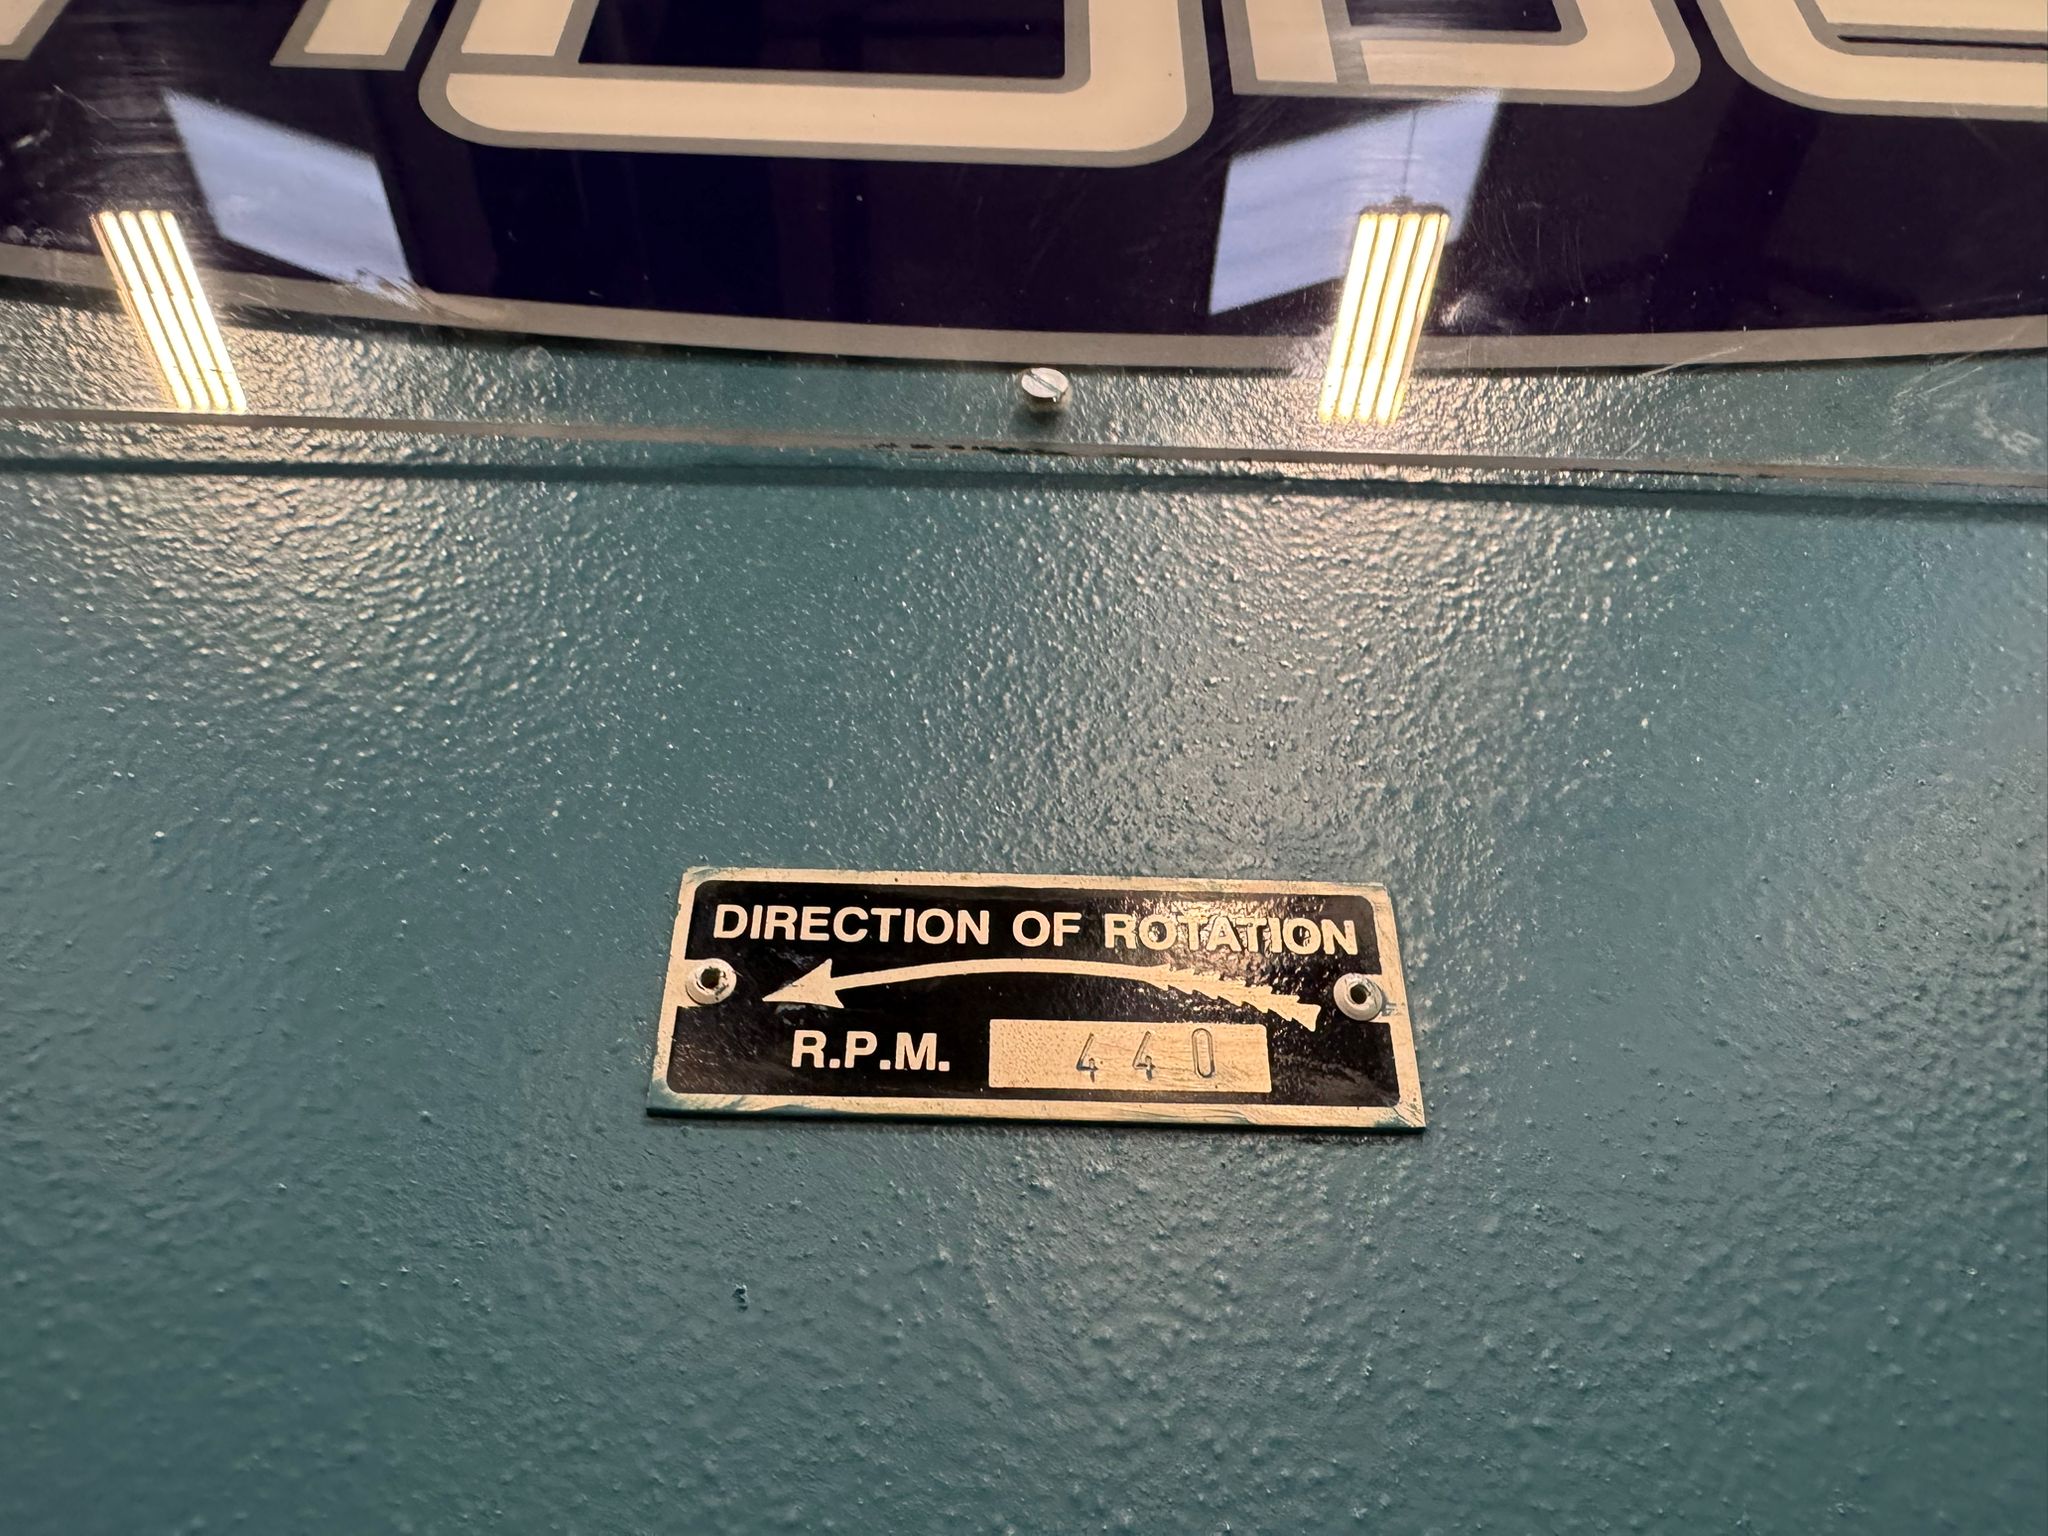 DIRECTION OF ROTATION
R.P.M. 440